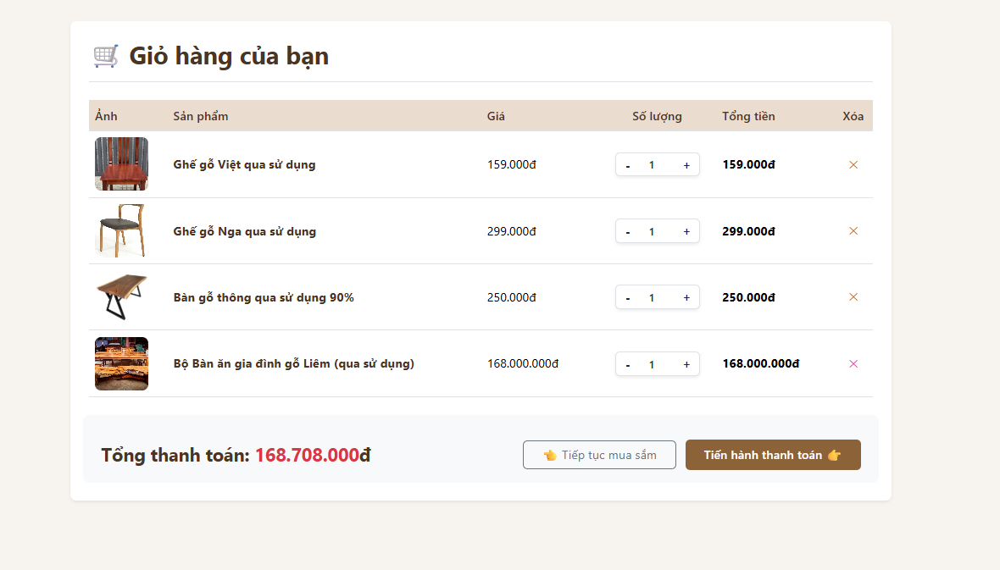 Giỏ hàng của bạn
Ảnh Sản phẩm Giá Số lượng Tổng tiền Xóa
Ghế gỗ Việt qua sử dụng 159.000đ - 1 + 159.000đ
Ghế gỗ Nga qua sử dụng 299.000đ - 1 + 299.000đ
Bàn gỗ thông qua sử dụng 90% 250.000đ - 1 + 250.000đ
Bộ Bàn ăn gia đình gỗ Liêm (qua sử dụng) 168.000.000đ - 1 + 168.000.000đ
Tổng thanh toán: 168.708.000đ 👈 Tiếp tục mua sắm Tiến hành thanh toán 👉